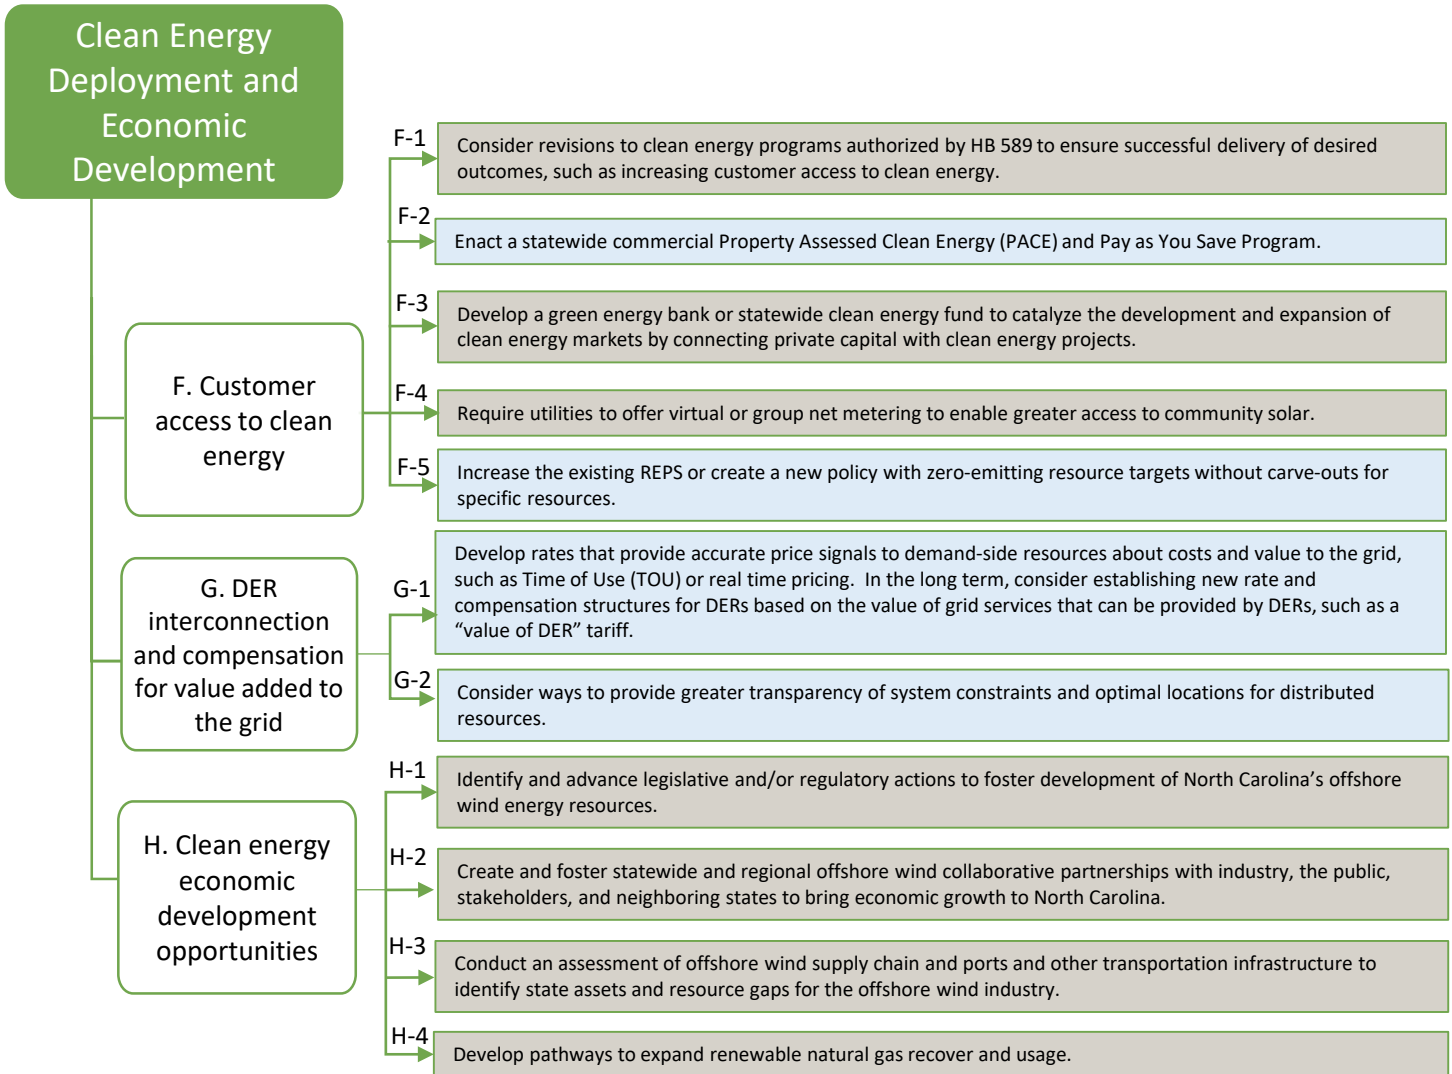 Clean Energy
Deployment and
Economic
Development
F. Customer
access to clean
energy
F-1
Consider revisions to clean energy programs authorized by HB 589 to ensure successful delivery of desired
outcomes, such as increasing customer access to clean energy.
F-2
Enact a statewide commercial Property Assessed Clean Energy (PACE) and Pay as You Save Program.
F-3
Develop a green energy bank or statewide clean energy fund to catalyze the development and expansion of
clean energy markets by connecting private capital with clean energy projects.
F-4
Require utilities to offer virtual or group net metering to enable greater access to community solar.
F-5
Increase the existing REPS or create a new policy with zero-emitting resource targets without carve-outs for
specific resources.
G. DER
interconnection
and compensation
for value added to
the grid
G-1
Develop rates that provide accurate price signals to demand-side resources about costs and value to the grid,
such as Time of Use (TOU) or real time pricing.  In the long term, consider establishing new rate and
compensation structures for DERs based on the value of grid services that can be provided by DERs, such as a
“value of DER” tariff.
G-2
Consider ways to provide greater transparency of system constraints and optimal locations for distributed
resources.
H. Clean energy
economic
development
opportunities
H-1
Identify and advance legislative and/or regulatory actions to foster development of North Carolina’s offshore
wind energy resources.
H-2
Create and foster statewide and regional offshore wind collaborative partnerships with industry, the public,
stakeholders, and neighboring states to bring economic growth to North Carolina.
H-3
Conduct an assessment of offshore wind supply chain and ports and other transportation infrastructure to
identify state assets and resource gaps for the offshore wind industry.
H-4
Develop pathways to expand renewable natural gas recover and usage.